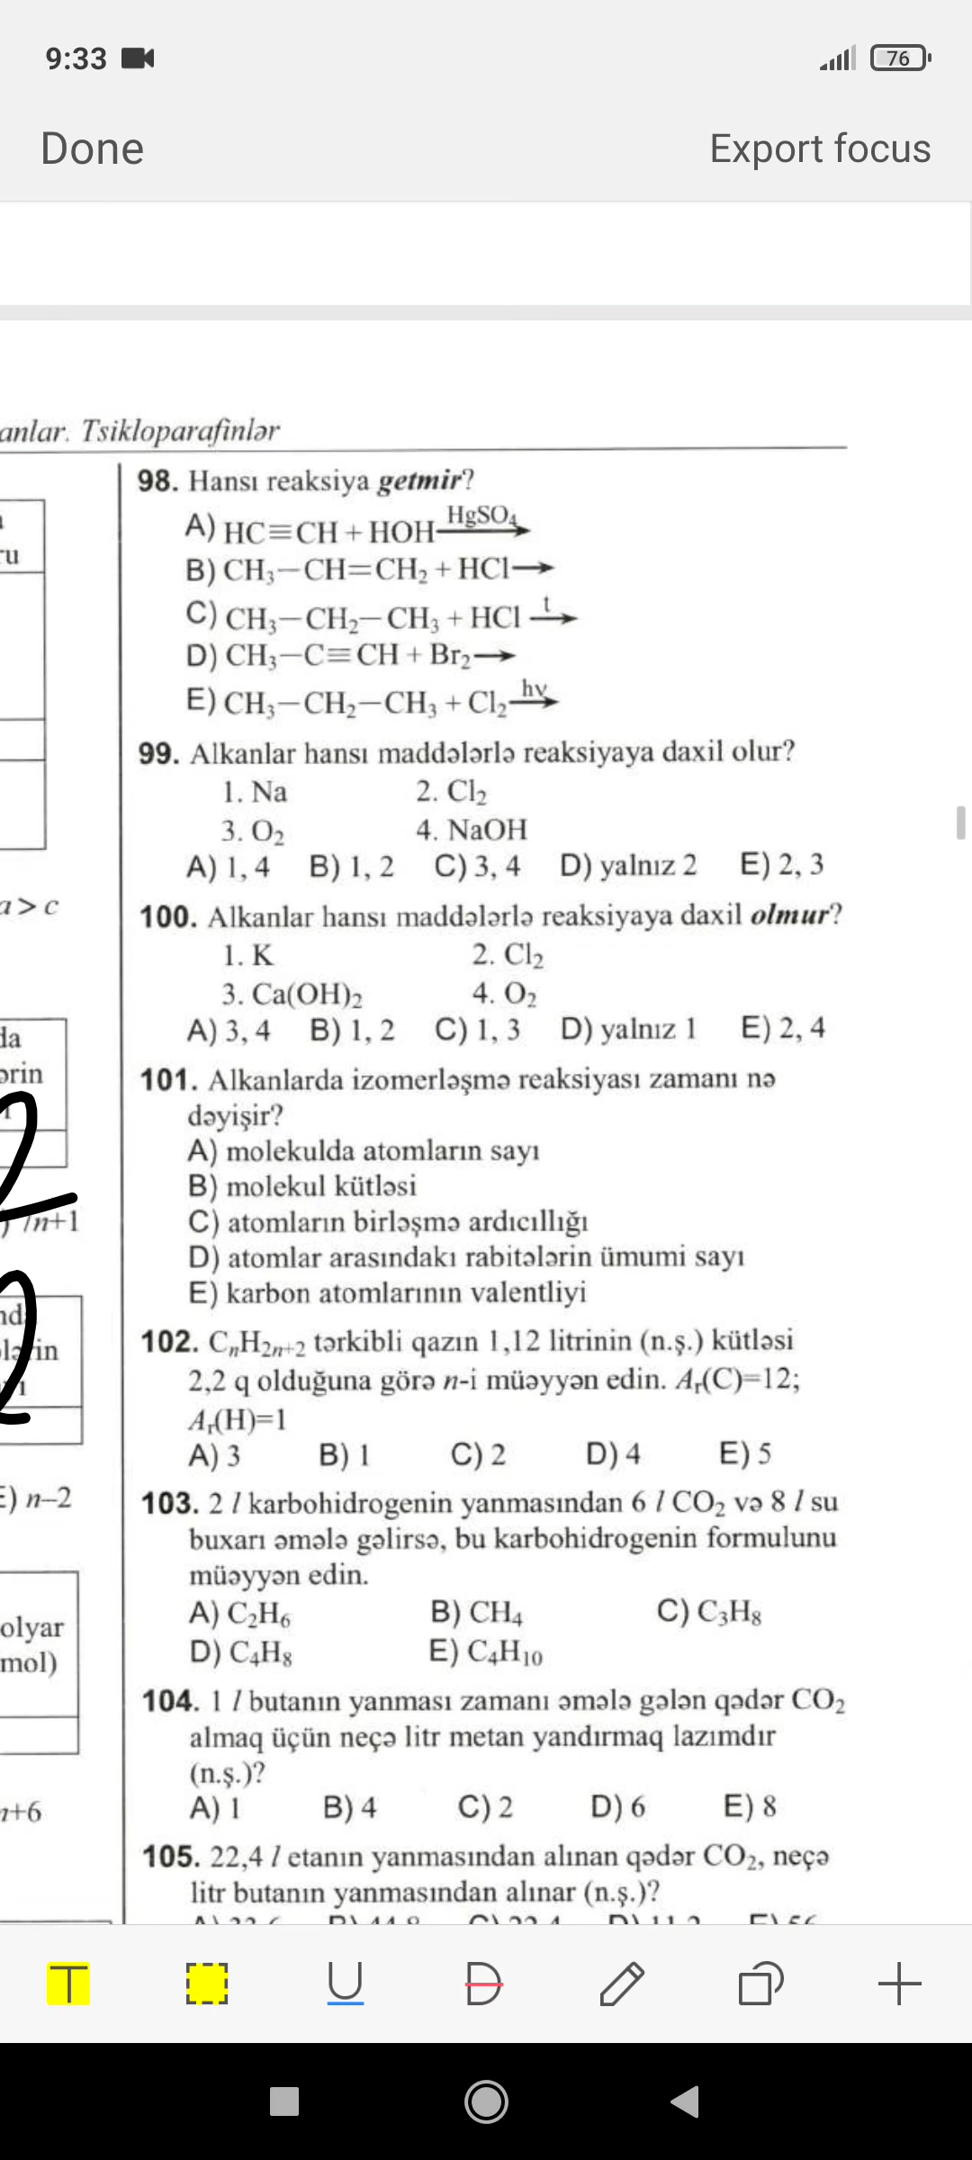 9:33
76
Done
Export focus
anlar. Tsikloparafinlər
ru
a > c
da
ərin
7n+1
in
E) n–2
olyar
mol)
n+6
98. Hansı reaksiya getmir?
A) HC≡CH + HOH HgSO₄→
B) CH₃–CH=CH₂ + HCl→
C) CH₃–CH₂–CH₃ + HCl t→
D) CH₃–C≡CH + Br₂→
E) CH₃–CH₂–CH₃ + Cl₂ hv→
99. Alkanlar hansı maddələrlə reaksiyaya daxil olur?
1. Na 2. Cl₂
3. O₂ 4. NaOH
A) 1, 4 B) 1, 2 C) 3, 4 D) yalnız 2 E) 2, 3
100. Alkanlar hansı maddələrlə reaksiyaya daxil olmur?
1. K 2. Cl₂
3. Ca(OH)₂ 4. O₂
A) 3, 4 B) 1, 2 C) 1, 3 D) yalnız 1 E) 2, 4
101. Alkanlarda izomerləşmə reaksiyası zamanı nə
dəyişir?
A) molekulda atomların sayı
B) molekul kütləsi
C) atomların birləşmə ardıcıllığı
D) atomlar arasındakı rabitələrin ümumi sayı
E) karbon atomlarının valentliyi
102. CₙH₂ₙ₊₂ tərkibli qazın 1,12 litrinin (n.ş.) kütləsi
2,2 q olduğuna görə n-i müəyyən edin. Aᵣ(C)=12;
Aᵣ(H)=1
A) 3 B) 1 C) 2 D) 4 E) 5
103. 2 l karbohidrogenin yanmasından 6 l CO₂ və 8 l su
buxarı əmələ gəlirsə, bu karbohidrogenin formulunu
müəyyən edin.
A) C₂H₆ B) CH₄ C) C₃H₈
D) C₄H₈ E) C₄H₁₀
104. 1 l butanın yanması zamanı əmələ gələn qədər CO₂
almaq üçün neçə litr metan yandırmaq lazımdır
(n.ş.)?
A) 1 B) 4 C) 2 D) 6 E) 8
105. 22,4 l etanın yanmasından alınan qədər CO₂, neçə
litr butanın yanmasından alınar (n.ş.)?